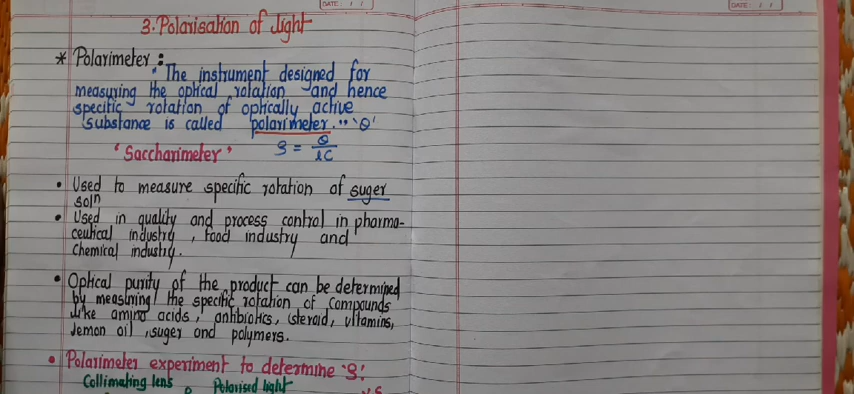 DATE: / /
DATE: / /
3. Polarisation of light
* Polarimeter :
" The instrument designed for
measuring the optical rotation and hence
specific rotation of optically active
substance is called polarimeter. " 'θ'
' Saccharimeter ' S = θ / lC
• Used to measure specific rotation of suger
solⁿ
• Used in quality and process control in pharma-
ceutical industry , food industry and
Chemical industry.
• Optical purity of the product can be determined
by measuring the specific rotation of Compounds
like amino acids, antibiotics, steroid, vitamins,
lemon oil , suger and polymers.
• Polarimeter experiment to determine 'S'.
Collimating lens Polarised light